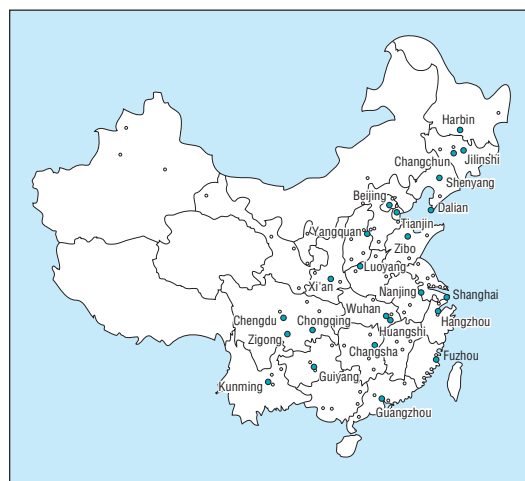 Harbin
Changchun
Jilinshi
Shenyang
Beijing
Dalian
Tianjin
Yangquan
Zibo
Luoyang
Xi'an
Nanjing
Shanghai
Wuhan
Hangzhou
Chengdu
Chongqing
Huangshi
Zigong
Changsha
Fuzhou
Guiyang
Kunming
Guangzhou